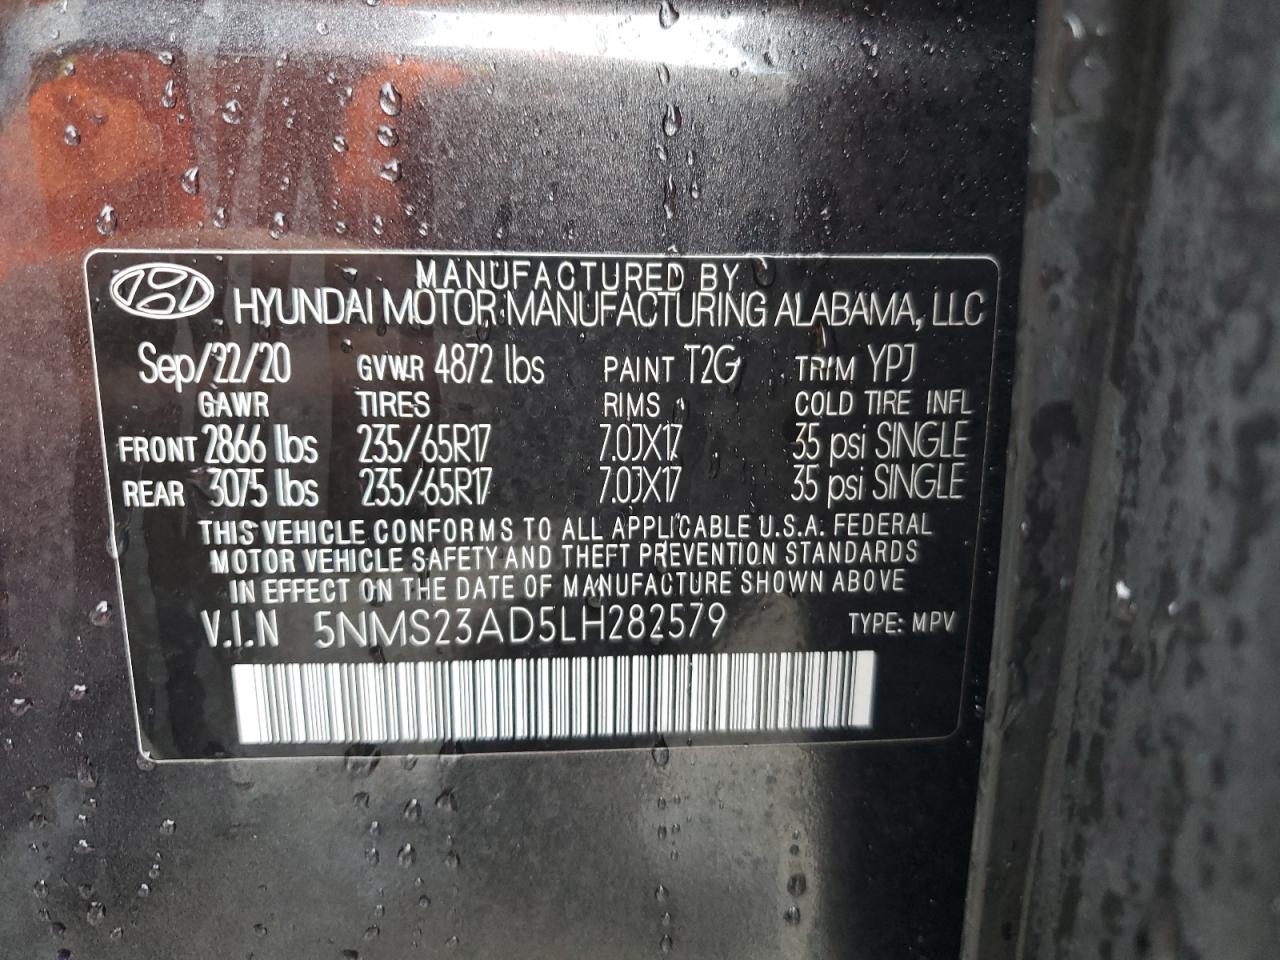 MANUFACTURED BY
HYUNDAI MOTOR MANUFACTURING ALABAMA, LLC
Sep/22/20 GVWR 4872 lbs PAINT T2G TRIM YPJ
GAWR TIRES RIMS COLD TIRE INFL
FRONT 2866 lbs 235/65R17 7.0JX17 35 psi SINGLE
REAR 3075 lbs 235/65R17 7.0JX17 35 psi SINGLE
THIS VEHICLE CONFORMS TO ALL APPLICABLE U.S.A. FEDERAL
MOTOR VEHICLE SAFETY AND THEFT PREVENTION STANDARDS
IN EFFECT ON THE DATE OF MANUFACTURE SHOWN ABOVE
V.I.N 5NMS23AD5LH282579 TYPE: MPV